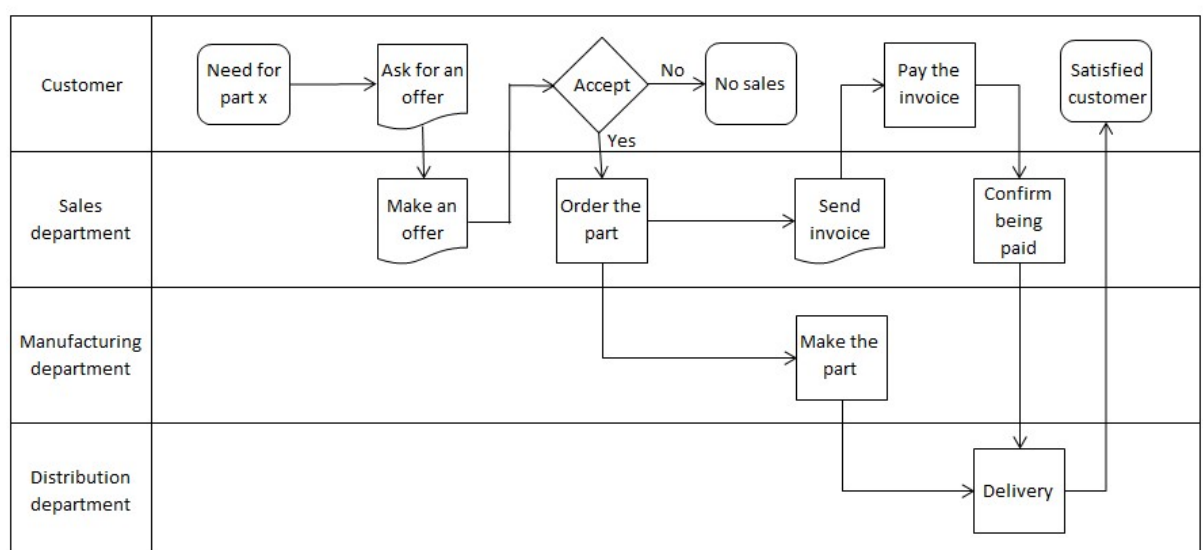 Customer
Need for
part x
Ask for an
offer
Accept
No
No sales
Pay the
invoice
Satisfied
customer
Yes
Sales
department
Make an
offer
Order the
part
Send
invoice
Confirm
being
paid
Manufacturing
department
Make the
part
Distribution
department
Delivery